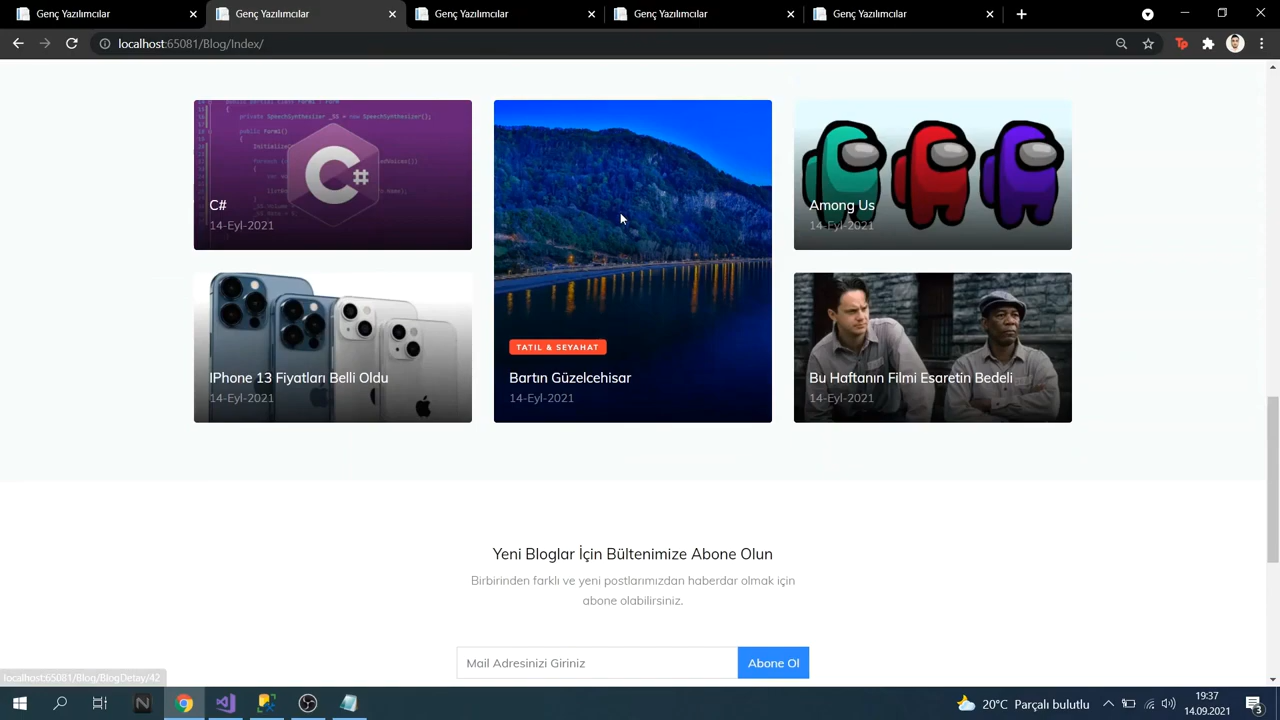 Genç Yazılımcılar
Genç Yazılımcılar
Genç Yazılımcılar
Genç Yazılımcılar
Genç Yazılımcılar
localhost:65081/Blog/Index/
C#
14-Eyl-2021
Among Us
14-Eyl-2021
TATIL & SEYAHAT
IPhone 13 Fiyatları Belli Oldu
14-Eyl-2021
Bartın Güzelcehisar
14-Eyl-2021
Bu Haftanın Filmi Esaretin Bedeli
14-Eyl-2021
Yeni Bloglar İçin Bültenimize Abone Olun
Birbirinden farklı ve yeni postlarımızdan haberdar olmak için
abone olabilirsiniz.
Mail Adresinizi Giriniz
Abone Ol
localhost:65081/Blog/BlogDetay/42
20°C Parçalı bulutlu
19:37
14.09.2021
3